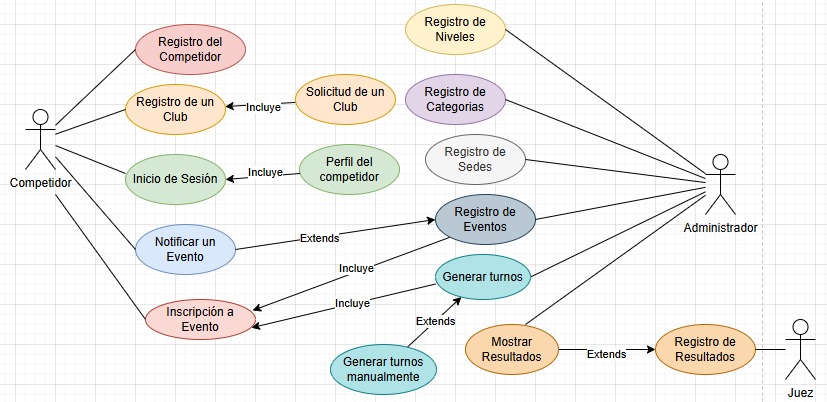 Registro de
Niveles
Registro del
Competidor
Registro de un
Club
Incluye
Solicitud de un
Club
Registro de
Categorias
Competidor
Inicio de Sesión
Incluye
Perfil del
competidor
Registro de
Sedes
Administrador
Notificar un
Evento
Extends
Registro de
Eventos
Incluye
Generar turnos
Inscripción a
Evento
Incluye
Extends
Generar turnos
manualmente
Mostrar
Resultados
Extends
Registro de
Resultados
Juez